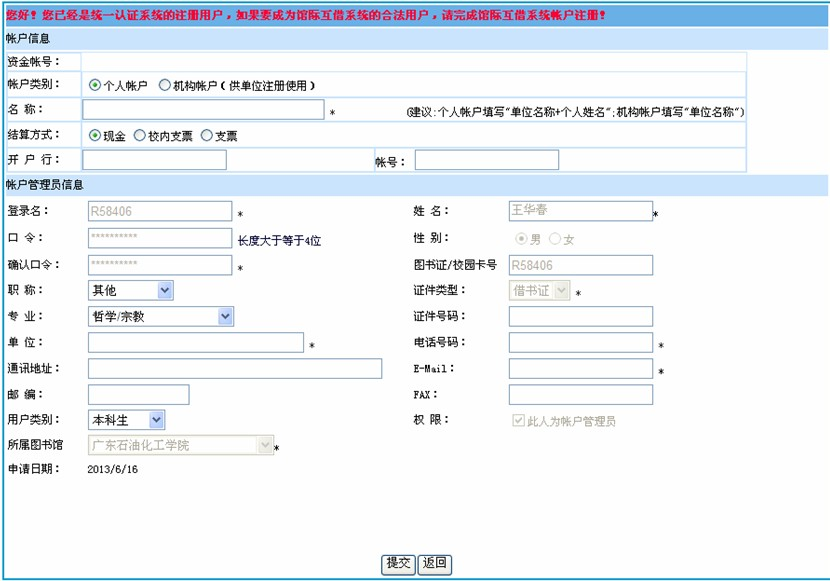 您好！您已经是统一认证系统的注册用户，如果要成为馆际互借系统的合法用户，请完成馆际互借系统帐户注册！
帐户信息
资金帐号：
帐户类别： 个人帐户 机构帐户（供单位注册使用）
名 称： * (建议:个人帐户填写"单位名称+个人姓名";机构帐户填写"单位名称")
结算方式： 现金 校内支票 支票
开 户 行： 帐号：
帐户管理员信息
登录名： R58406 * 姓 名： 王华春 *
口 令： ********** 长度大于等于4位 性 别： 男 女
确认口令： ********** * 图书证/校园卡号 R58406
职 称： 其他 证件类型： 借书证 *
专 业： 哲学/宗教 证件号码：
单 位： * 电话号码： *
通讯地址： E-Mail： *
邮 编： FAX：
用户类别： 本科生 权 限： 此人为帐户管理员
所属图书馆 广东石油化工学院 *
申请日期： 2013/6/16
提交 返回